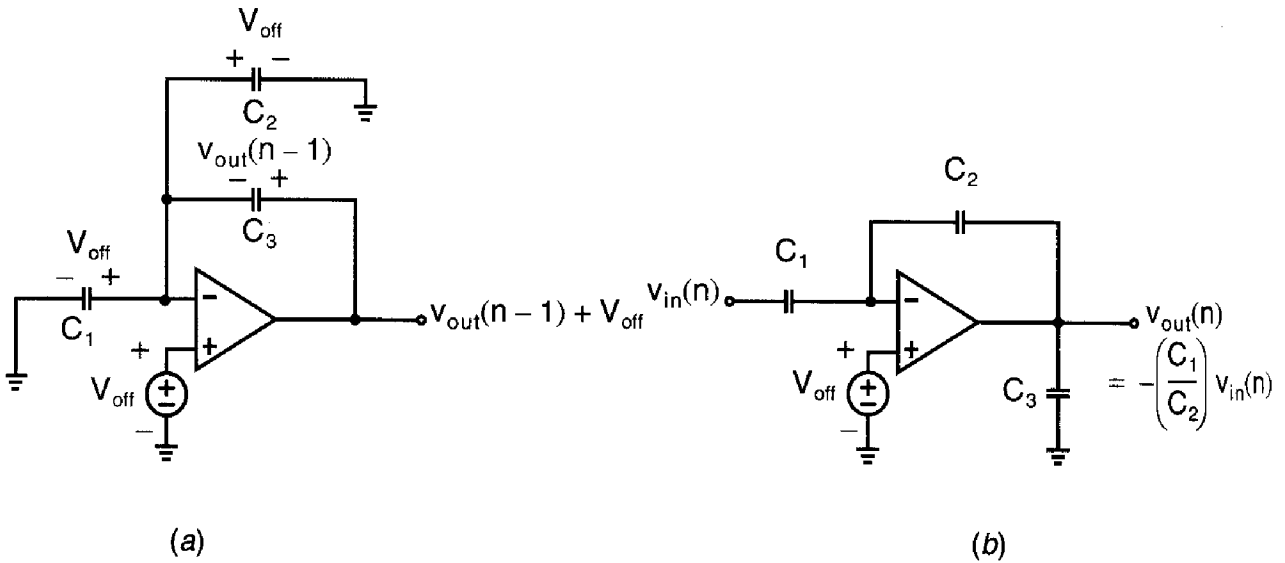 V_off
+ −
C_2
v_out(n − 1)
− +
C_3
V_off
− +
C_1
−
+
v_out(n − 1) + V_off
+
V_off
+
−
−
(a)
C_2
C_1
v_in(n)
−
+
v_out(n)
= −(C_1/C_2) v_in(n)
+
V_off
+
−
−
C_3
(b)